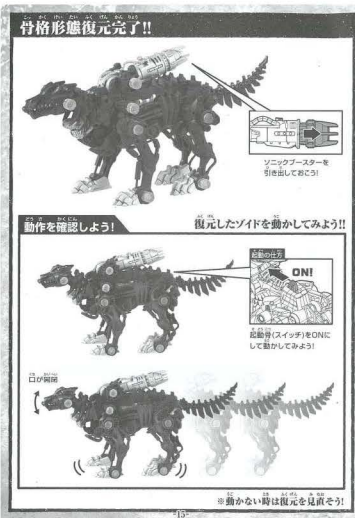 骨格形態復元完了!!
ソニックブースターを
引き出しておこう!
動作を確認しよう!
復元したゾイドを動かしてみよう!!
起動の仕方
ON!
起動骨(スイッチ)をONに
して動かしてみよう!
口が開閉
※動かない時は復元を見直そう!
-15-